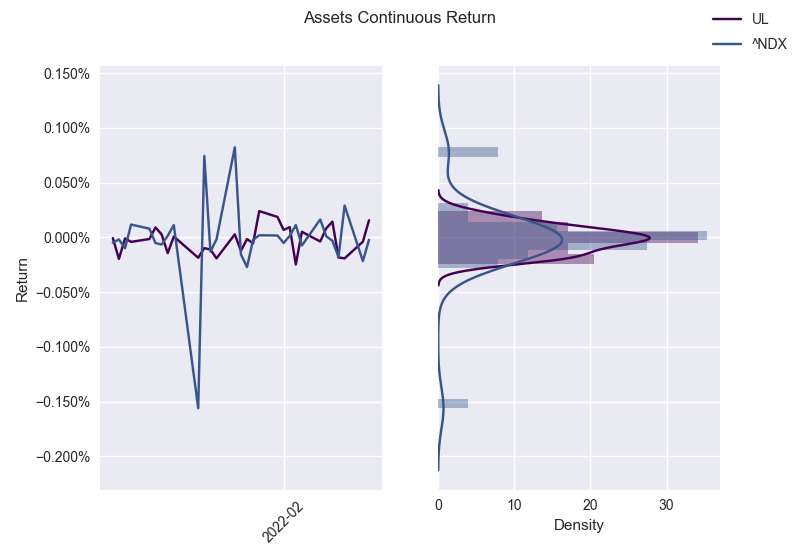 Assets Continuous Return
UL
^NDX
0.150%
0.100%
0.050%
0.000%
−0.050%
−0.100%
−0.150%
−0.200%
Return
2022-02
0 10 20 30
Density